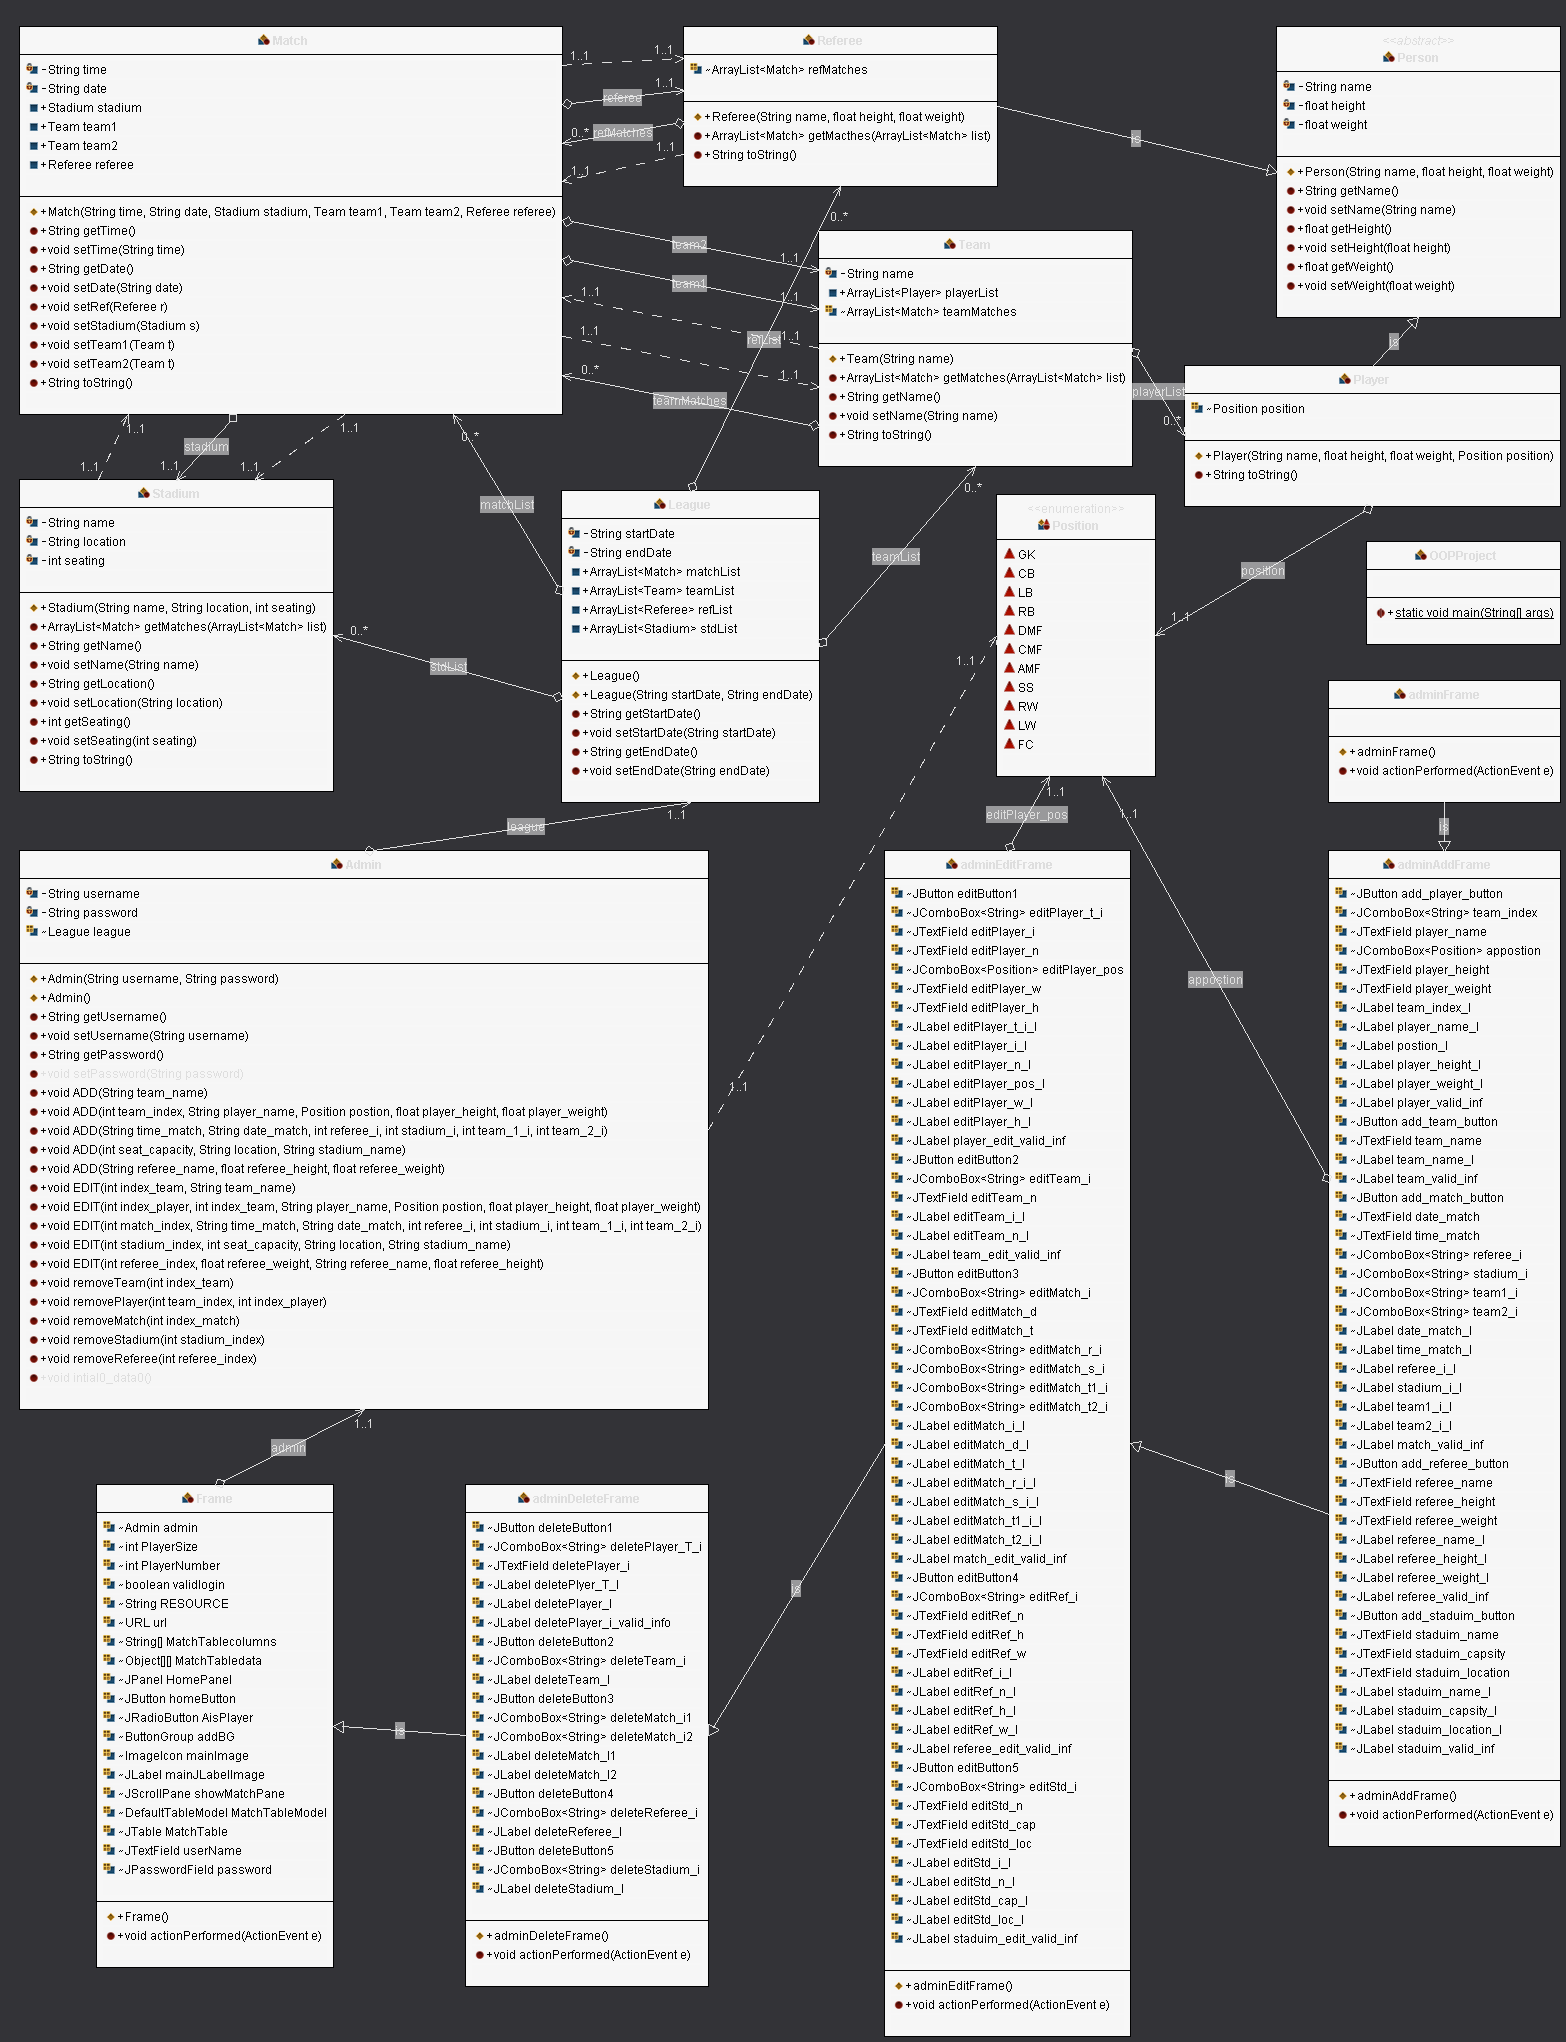 Match
-String time
-String date
+Stadium stadium
+Team team1
+Team team2
+Referee referee
+Match(String time, String date, Stadium stadium, Team team1, Team team2, Referee referee)
+String getTime()
+void setTime(String time)
+String getDate()
+void setDate(String date)
+void setRef(Referee r)
+void setStadium(Stadium s)
+void setTeam1(Team t)
+void setTeam2(Team t)
+String toString()
1..1
1..1
referee
1..1
0..*
refMatches
1..1
1..1
team2
1..1
team1
1..1
1..1
1..1
1..1
1..1
0..*
teamMatches
Referee
~ArrayList<Match> refMatches
+Referee(String name, float height, float weight)
+ArrayList<Match> getMacthes(ArrayList<Match> list)
+String toString()
is
<<abstract>>
Person
-String name
-float height
-float weight
+Person(String name, float height, float weight)
+String getName()
+void setName(String name)
+float getHeight()
+void setHeight(float height)
+float getWeight()
+void setWeight(float weight)
is
0..*
refList
Team
-String name
+ArrayList<Player> playerList
~ArrayList<Match> teamMatches
+Team(String name)
+ArrayList<Match> getMatches(ArrayList<Match> list)
+String getName()
+void setName(String name)
+String toString()
playerList
0..*
Player
~Position position
+Player(String name, float height, float weight, Position position)
+String toString()
1..1
1..1
stadium
1..1
1..1
1..1
0..*
matchList
Stadium
-String name
-String location
-int seating
+Stadium(String name, String location, int seating)
+ArrayList<Match> getMatches(ArrayList<Match> list)
+String getName()
+void setName(String name)
+String getLocation()
+void setLocation(String location)
+int getSeating()
+void setSeating(int seating)
+String toString()
0..*
stdList
League
-String startDate
-String endDate
+ArrayList<Match> matchList
+ArrayList<Team> teamList
+ArrayList<Referee> refList
+ArrayList<Stadium> stdList
+League()
+League(String startDate, String endDate)
+String getStartDate()
+void setStartDate(String startDate)
+String getEndDate()
+void setEndDate(String endDate)
0..*
teamList
<<enumeration>>
Position
GK
CB
LB
RB
DMF
CMF
AMF
SS
RW
LW
FC
position
1..1
1..1
1..1
OOPProject
+static void main(String[] args)
adminFrame
+adminFrame()
+void actionPerformed(ActionEvent e)
is
league
1..1
editPlayer_pos
1..1
1..1
appostion
Admin
-String username
-String password
~League league
+Admin(String username, String password)
+Admin()
+String getUsername()
+void setUsername(String username)
+String getPassword()
+void setPassword(String password)
+void ADD(String team_name)
+void ADD(int team_index, String player_name, Position postion, float player_height, float player_weight)
+void ADD(String time_match, String date_match, int referee_i, int stadium_i, int team_1_i, int team_2_i)
+void ADD(int seat_capacity, String location, String stadium_name)
+void ADD(String referee_name, float referee_height, float referee_weight)
+void EDIT(int index_team, String team_name)
+void EDIT(int index_player, int index_team, String player_name, Position postion, float player_height, float player_weight)
+void EDIT(int match_index, String time_match, String date_match, int referee_i, int stadium_i, int team_1_i, int team_2_i)
+void EDIT(int stadium_index, int seat_capacity, String location, String stadium_name)
+void EDIT(int referee_index, float referee_weight, String referee_name, float referee_height)
+void removeTeam(int index_team)
+void removePlayer(int team_index, int index_player)
+void removeMatch(int index_match)
+void removeStadium(int stadium_index)
+void removeReferee(int referee_index)
+void intial0_data0()
adminEditFrame
~JButton editButton1
~JComboBox<String> editPlayer_t_i
~JTextField editPlayer_i
~JTextField editPlayer_n
~JComboBox<Position> editPlayer_pos
~JTextField editPlayer_w
~JTextField editPlayer_h
~JLabel editPlayer_t_i_l
~JLabel editPlayer_i_l
~JLabel editPlayer_n_l
~JLabel editPlayer_pos_l
~JLabel editPlayer_w_l
~JLabel editPlayer_h_l
~JLabel player_edit_valid_inf
~JButton editButton2
~JComboBox<String> editTeam_i
~JTextField editTeam_n
~JLabel editTeam_i_l
~JLabel editTeam_n_l
~JLabel team_edit_valid_inf
~JButton editButton3
~JComboBox<String> editMatch_i
~JTextField editMatch_d
~JTextField editMatch_t
~JComboBox<String> editMatch_r_i
~JComboBox<String> editMatch_s_i
~JComboBox<String> editMatch_t1_i
~JComboBox<String> editMatch_t2_i
~JLabel editMatch_i_l
~JLabel editMatch_d_l
~JLabel editMatch_t_l
~JLabel editMatch_r_i_l
~JLabel editMatch_s_i_l
~JLabel editMatch_t1_i_l
~JLabel editMatch_t2_i_l
~JLabel match_edit_valid_inf
~JButton editButton4
~JComboBox<String> editRef_i
~JTextField editRef_n
~JTextField editRef_h
~JTextField editRef_w
~JLabel editRef_i_l
~JLabel editRef_n_l
~JLabel editRef_h_l
~JLabel editRef_w_l
~JLabel referee_edit_valid_inf
~JButton editButton5
~JComboBox<String> editStd_i
~JTextField editStd_n
~JTextField editStd_cap
~JTextField editStd_loc
~JLabel editStd_i_l
~JLabel editStd_n_l
~JLabel editStd_cap_l
~JLabel editStd_loc_l
~JLabel staduim_edit_valid_inf
+adminEditFrame()
+void actionPerformed(ActionEvent e)
is
adminAddFrame
~JButton add_player_button
~JComboBox<String> team_index
~JTextField player_name
~JComboBox<Position> appostion
~JTextField player_height
~JTextField player_weight
~JLabel team_index_l
~JLabel player_name_l
~JLabel postion_l
~JLabel player_height_l
~JLabel player_weight_l
~JLabel player_valid_inf
~JButton add_team_button
~JTextField team_name
~JLabel team_name_l
~JLabel team_valid_inf
~JButton add_match_button
~JTextField date_match
~JTextField time_match
~JComboBox<String> referee_i
~JComboBox<String> stadium_i
~JComboBox<String> team1_i
~JComboBox<String> team2_i
~JLabel date_match_l
~JLabel time_match_l
~JLabel referee_i_l
~JLabel stadium_i_l
~JLabel team1_i_l
~JLabel team2_i_l
~JLabel match_valid_inf
~JButton add_referee_button
~JTextField referee_name
~JTextField referee_height
~JTextField referee_weight
~JLabel referee_name_l
~JLabel referee_height_l
~JLabel referee_weight_l
~JLabel referee_valid_inf
~JButton add_staduim_button
~JTextField staduim_name
~JTextField staduim_capsity
~JTextField staduim_location
~JLabel staduim_name_l
~JLabel staduim_capsity_l
~JLabel staduim_location_l
~JLabel staduim_valid_inf
+adminAddFrame()
+void actionPerformed(ActionEvent e)
1..1
admin
Frame
~Admin admin
~int PlayerSize
~int PlayerNumber
~boolean validlogin
~String RESOURCE
~URL url
~String[] MatchTablecolumns
~Object[][] MatchTabledata
~JPanel HomePanel
~JButton homeButton
~JRadioButton AisPlayer
~ButtonGroup addBG
~ImageIcon mainImage
~JLabel mainJLabelImage
~JScrollPane showMatchPane
~DefaultTableModel MatchTableModel
~JTable MatchTable
~JTextField userName
~JPasswordField password
+Frame()
+void actionPerformed(ActionEvent e)
is
adminDeleteFrame
~JButton deleteButton1
~JComboBox<String> deletePlayer_T_i
~JTextField deletePlayer_i
~JLabel deletePlyer_T_l
~JLabel deletePlayer_l
~JLabel deletePlayer_i_valid_info
~JButton deleteButton2
~JComboBox<String> deleteTeam_i
~JLabel deleteTeam_l
~JButton deleteButton3
~JComboBox<String> deleteMatch_i1
~JComboBox<String> deleteMatch_i2
~JLabel deleteMatch_l1
~JLabel deleteMatch_l2
~JButton deleteButton4
~JComboBox<String> deleteReferee_i
~JLabel deleteReferee_l
~JButton deleteButton5
~JComboBox<String> deleteStadium_i
~JLabel deleteStadium_l
+adminDeleteFrame()
+void actionPerformed(ActionEvent e)
is